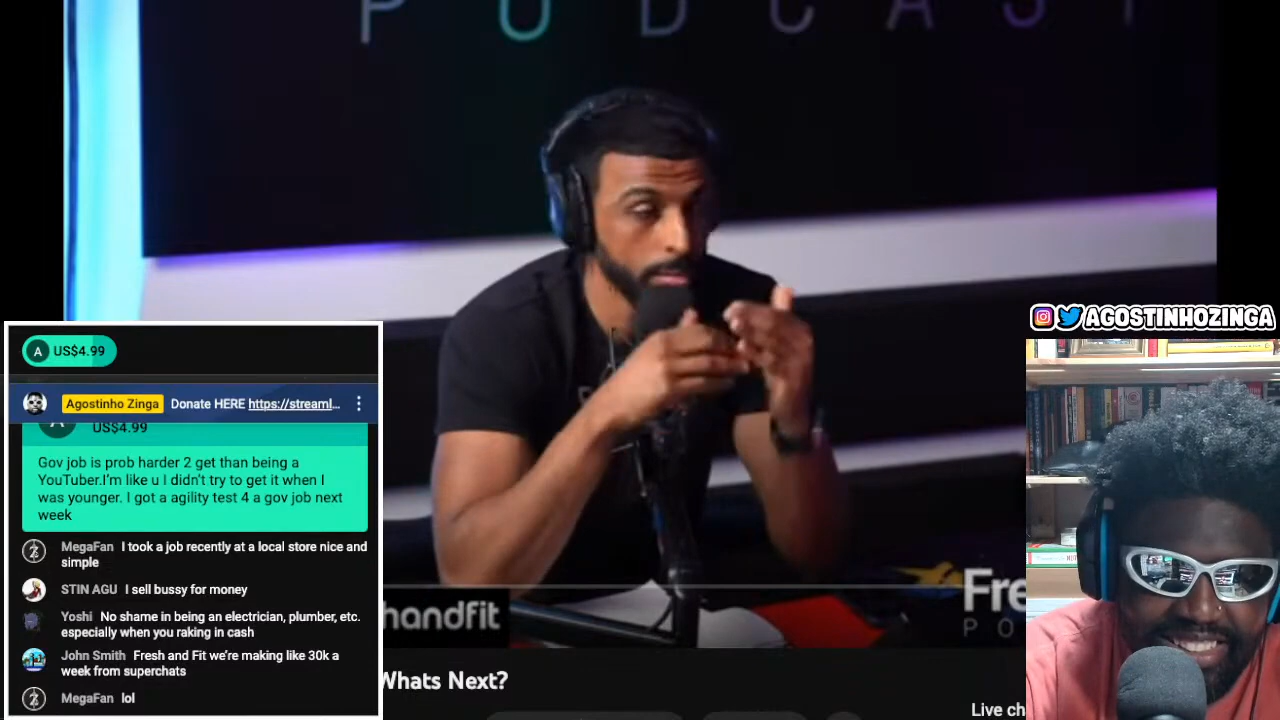 PODCAST
AGOSTINHOZINGA
A US$4.99
Agostinho Zinga Donate HERE https://streaml...
A
US$4.99
Gov job is prob harder 2 get than being a
YouTuber.I'm like u I didn't try to get it when I
was younger. I got a agility test 4 a gov job next
week
MegaFan I took a job recently at a local store nice and
simple
STIN AGU I sell bussy for money
Yoshi No shame in being an electrician, plumber, etc.
especially when you raking in cash
John Smith Fresh and Fit we're making like 30k a
week from superchats
MegaFan lol
handfit
Fre
PO
Whats Next?
Live ch